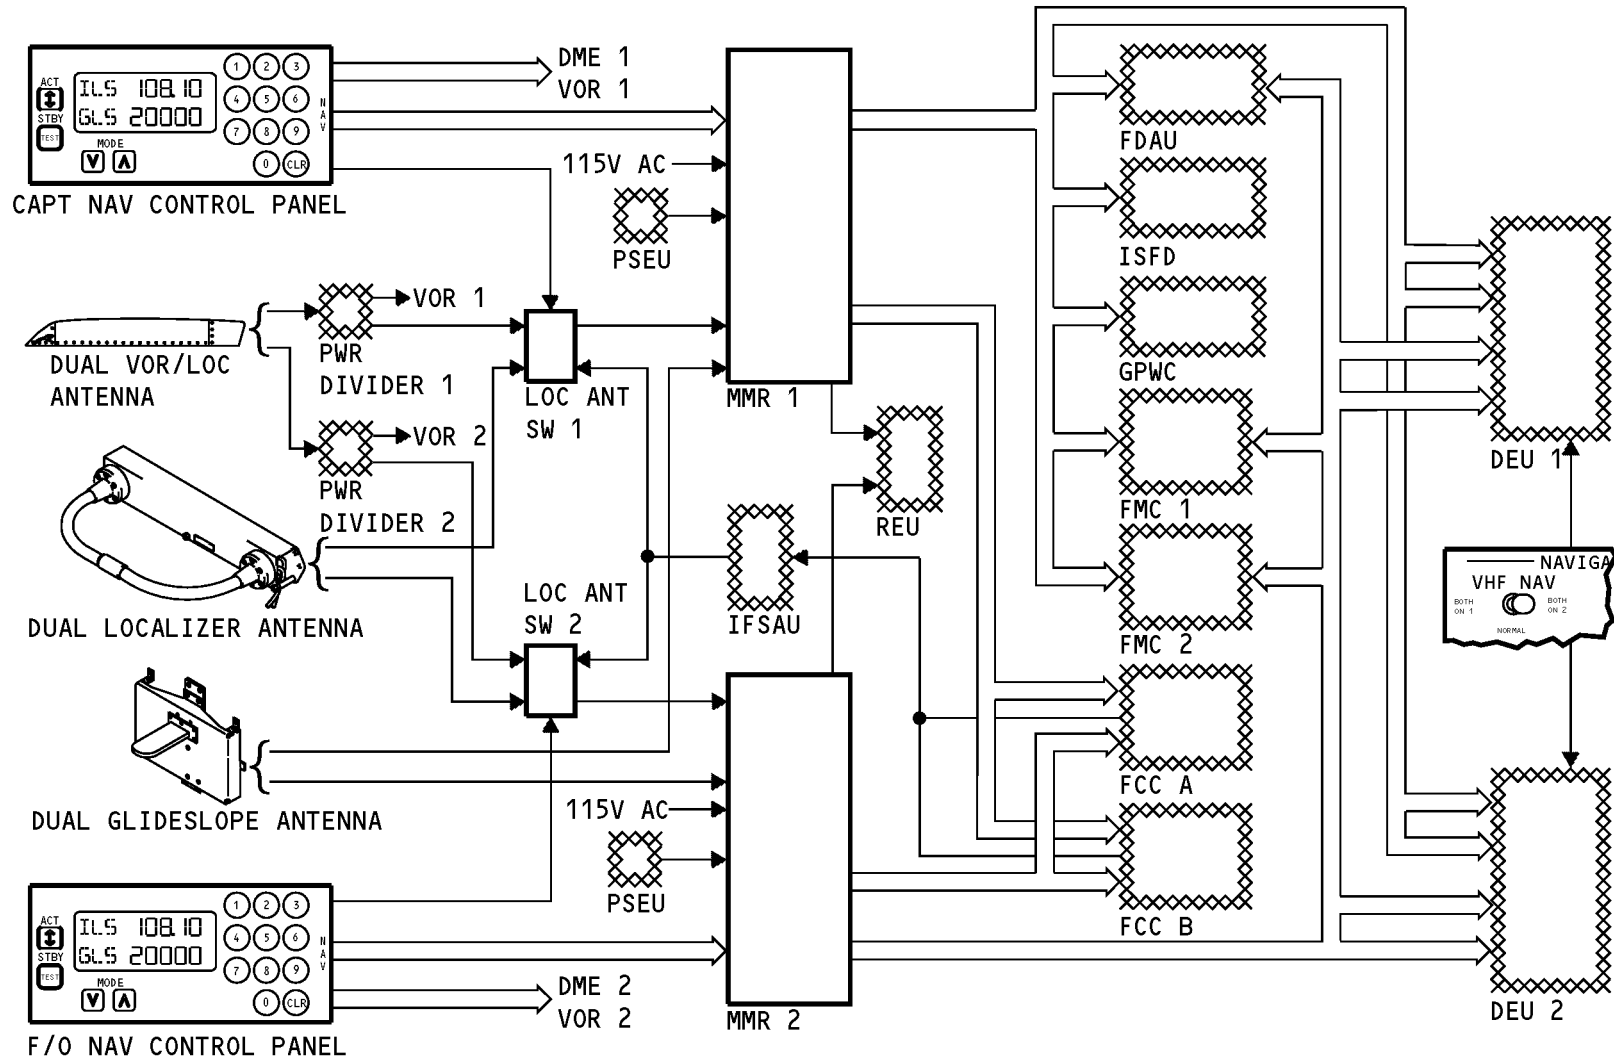 ACT
STBY
TEST
ILS 108.10
GLS 20000
MODE
1 2 3
4 5 6
7 8 9
0 CLR
NAV
CAPT NAV CONTROL PANEL
DME 1
VOR 1
115V AC
PSEU
VOR 1
PWR
DIVIDER 1
DUAL VOR/LOC
ANTENNA
LOC ANT
SW 1
MMR 1
VOR 2
PWR
DIVIDER 2
DUAL LOCALIZER ANTENNA
LOC ANT
SW 2
IFSAU
REU
DUAL GLIDESLOPE ANTENNA
115V AC
PSEU
ACT
STBY
TEST
ILS 108.10
GLS 20000
MODE
1 2 3
4 5 6
7 8 9
0 CLR
NAV
F/O NAV CONTROL PANEL
DME 2
VOR 2
MMR 2
FDAU
ISFD
GPWC
FMC 1
FMC 2
FCC A
FCC B
DEU 1
NAVIGA
VHF NAV
BOTH
ON 1
BOTH
ON 2
NORMAL
DEU 2